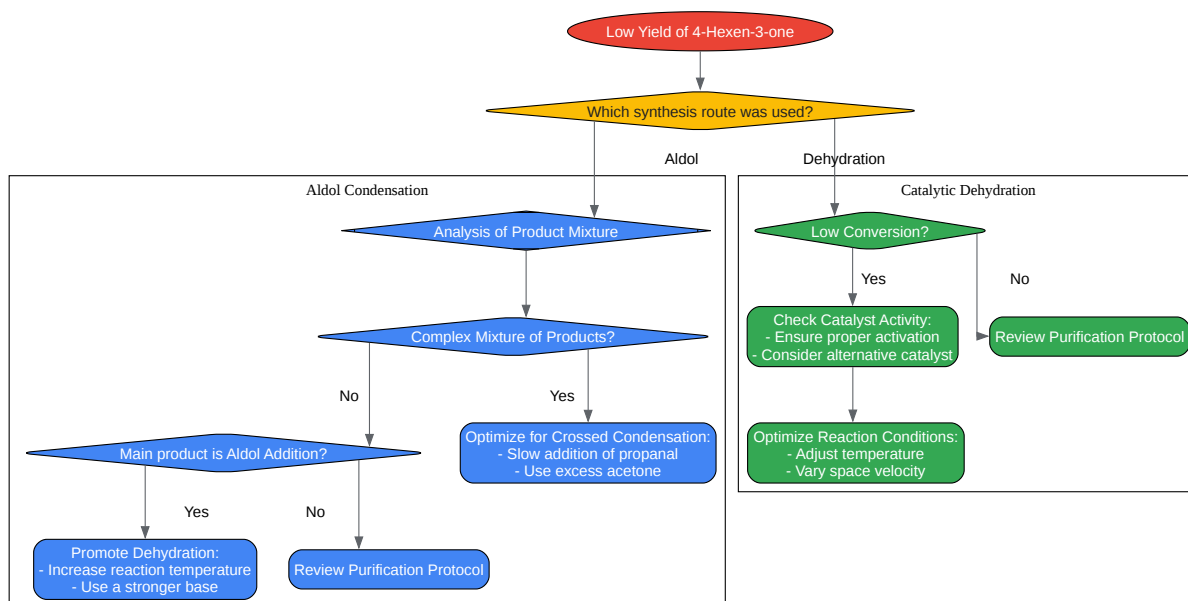 Low Yield of 4-Hexen-3-one
Which synthesis route was used?
Aldol
Dehydration
Aldol Condensation
Catalytic Dehydration
Analysis of Product Mixture
Low Conversion?
Yes
No
Complex Mixture of Products?
Check Catalyst Activity:
- Ensure proper activation
- Consider alternative catalyst
Review Purification Protocol
No
Yes
Main product is Aldol Addition?
Optimize for Crossed Condensation:
- Slow addition of propanal
- Use excess acetone
Optimize Reaction Conditions:
- Adjust temperature
- Vary space velocity
Yes
No
Promote Dehydration:
- Increase reaction temperature
- Use a stronger base
Review Purification Protocol